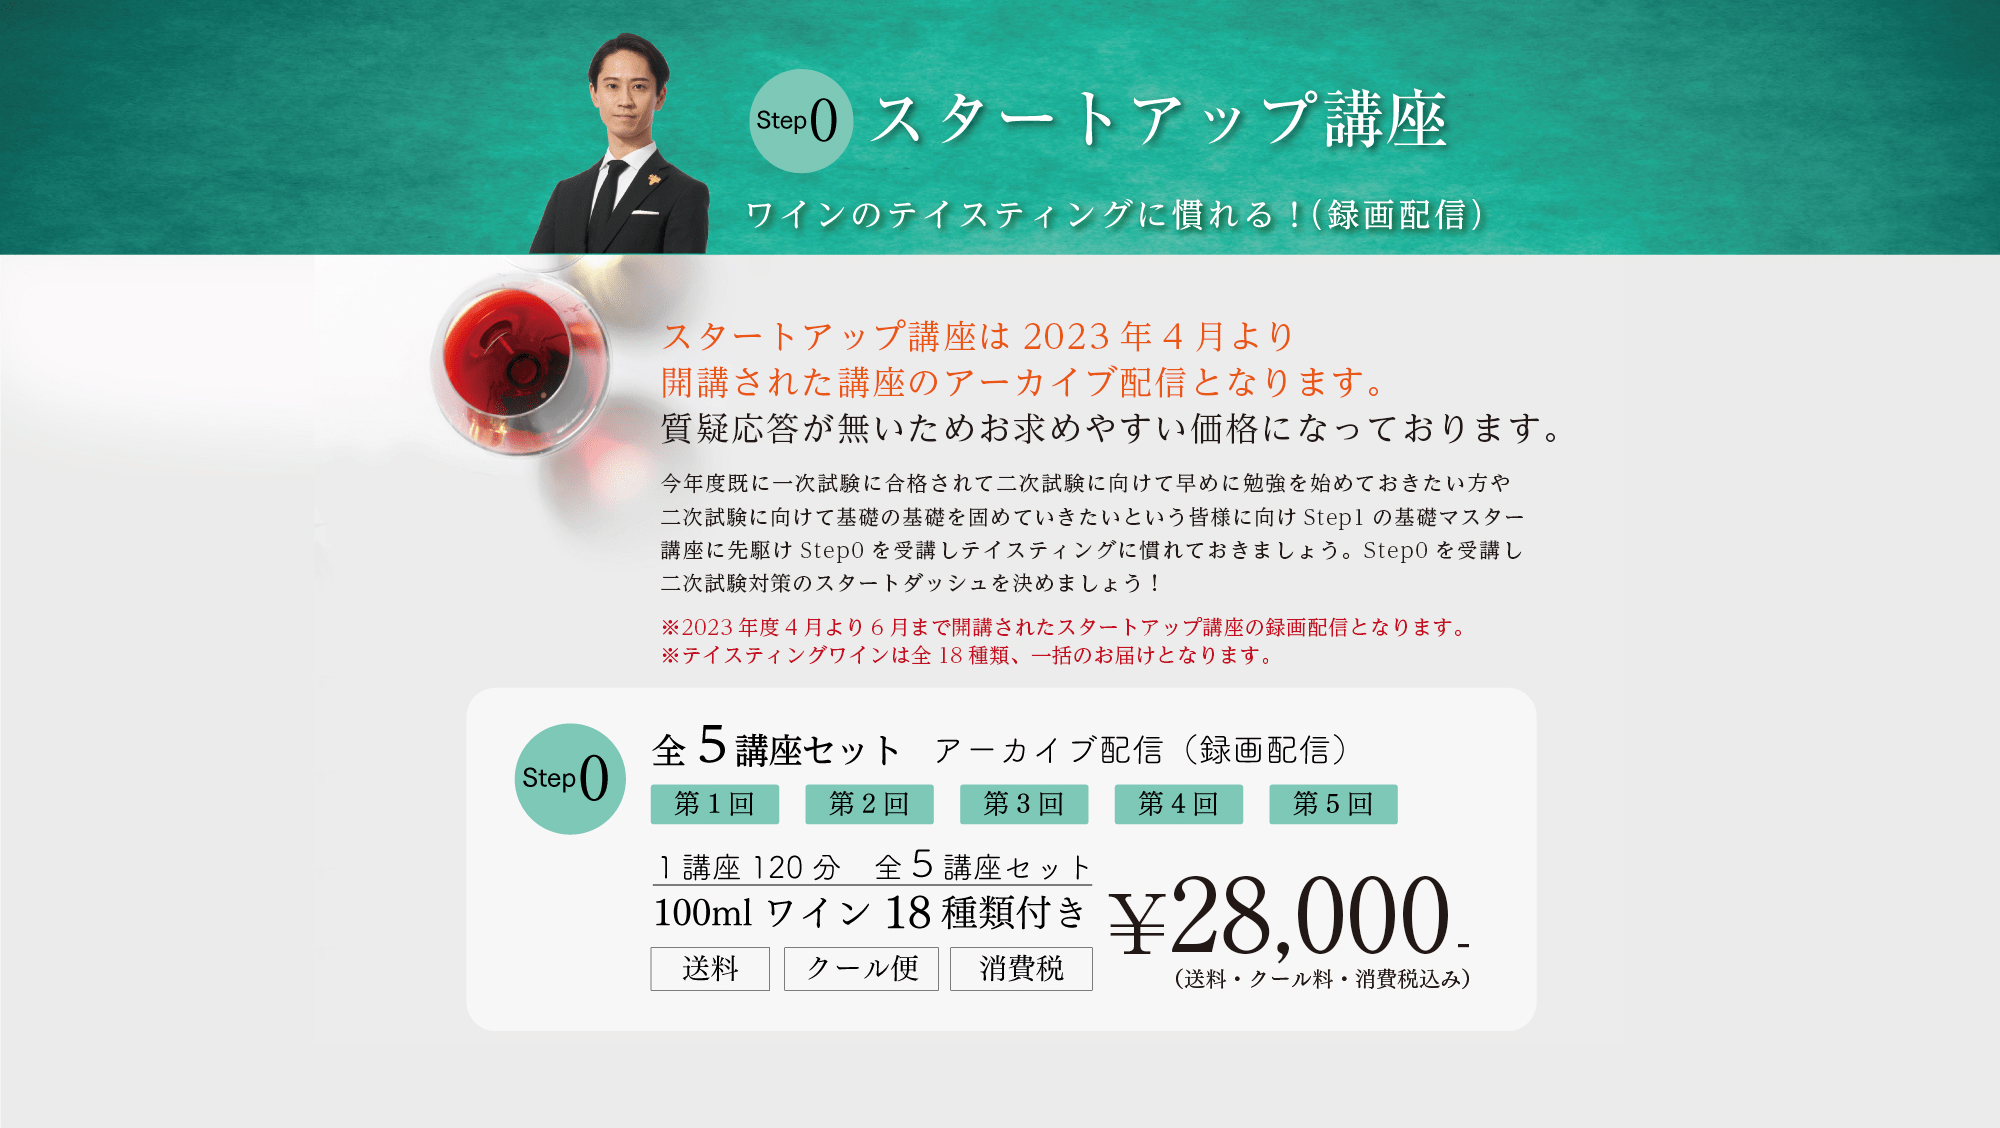 Step0 スタートアップ講座
ワインのテイスティングに慣れる！（録画配信）
スタートアップ講座は 2023 年 4 月より
開講された講座のアーカイブ配信となります。
質疑応答が無いためお求めやすい価格になっております。
今年度既に一次試験に合格されて二次試験に向けて早めに勉強を始めておきたい方や
二次試験に向けて基礎の基礎を固めていきたいという皆様に向け Step1 の基礎マスター
講座に先駆け Step0 を受講しテイスティングに慣れておきましょう。Step0 を受講し
二次試験対策のスタートダッシュを決めましょう！
※2023 年度 4 月より 6 月まで開講されたスタートアップ講座の録画配信となります。
※テイスティングワインは全 18 種類、一括のお届けとなります。
Step0
全 5 講座セット　アーカイブ配信（録画配信）
第 1 回　第 2 回　第 3 回　第 4 回　第 5 回
1 講座 120 分　全 5 講座セット
100ml ワイン 18 種類付き
送料　クール便　消費税
¥28,000-
（送料・クール料・消費税込み）